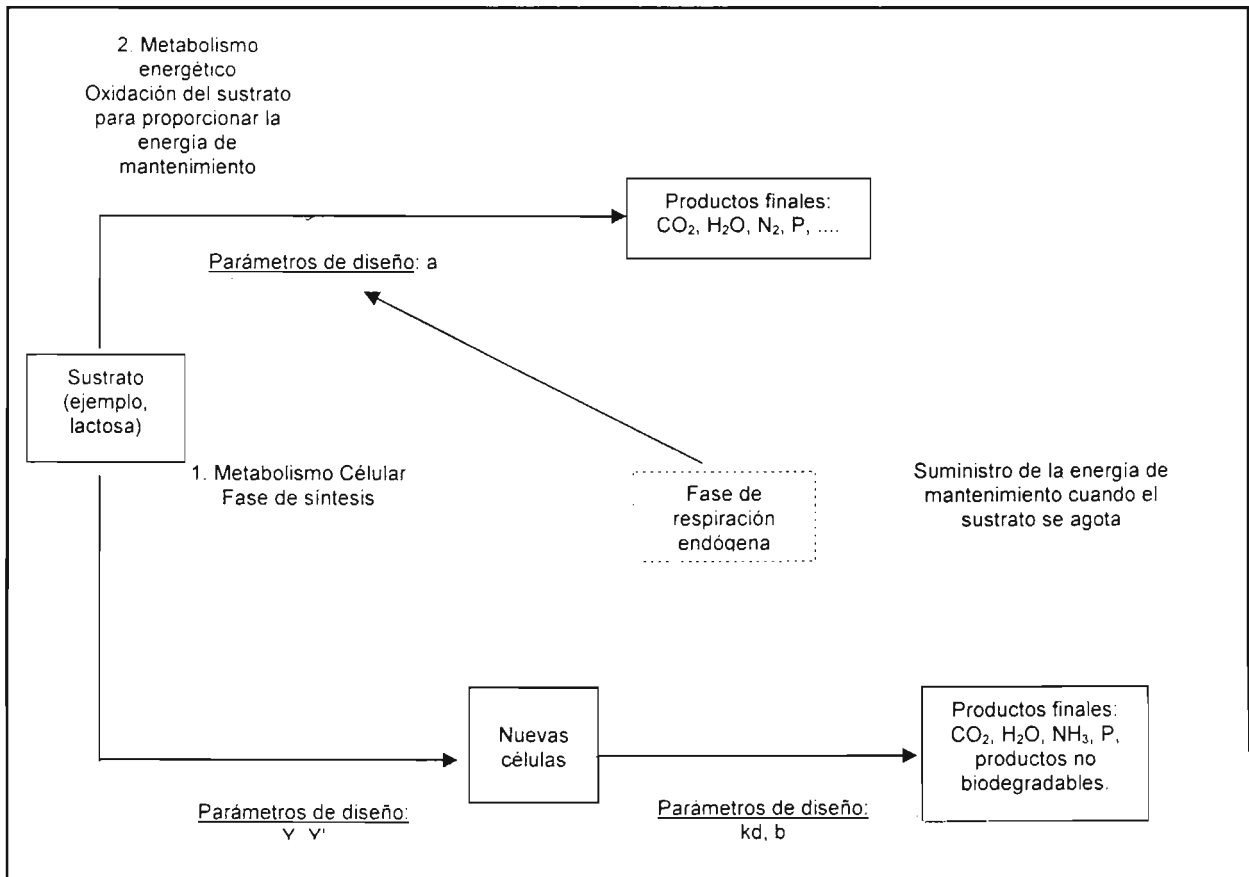 2. Metabolismo
energético
Oxidación del sustrato
para proporcionar la
energía de
mantenimiento
Productos finales:
CO₂, H₂O, N₂, P, ....
Parámetros de diseño: a
Sustrato
(ejemplo,
lactosa)
1. Metabolismo Célular
Fase de síntesis
Fase de
respiración
endógena
Suministro de la energía de
mantenimiento cuando el
sustrato se agota
Nuevas
células
Productos finales:
CO₂, H₂O, NH₃, P,
productos no
biodegradables.
Parámetros de diseño:
Y, Y'
Parámetros de diseño:
kd, b